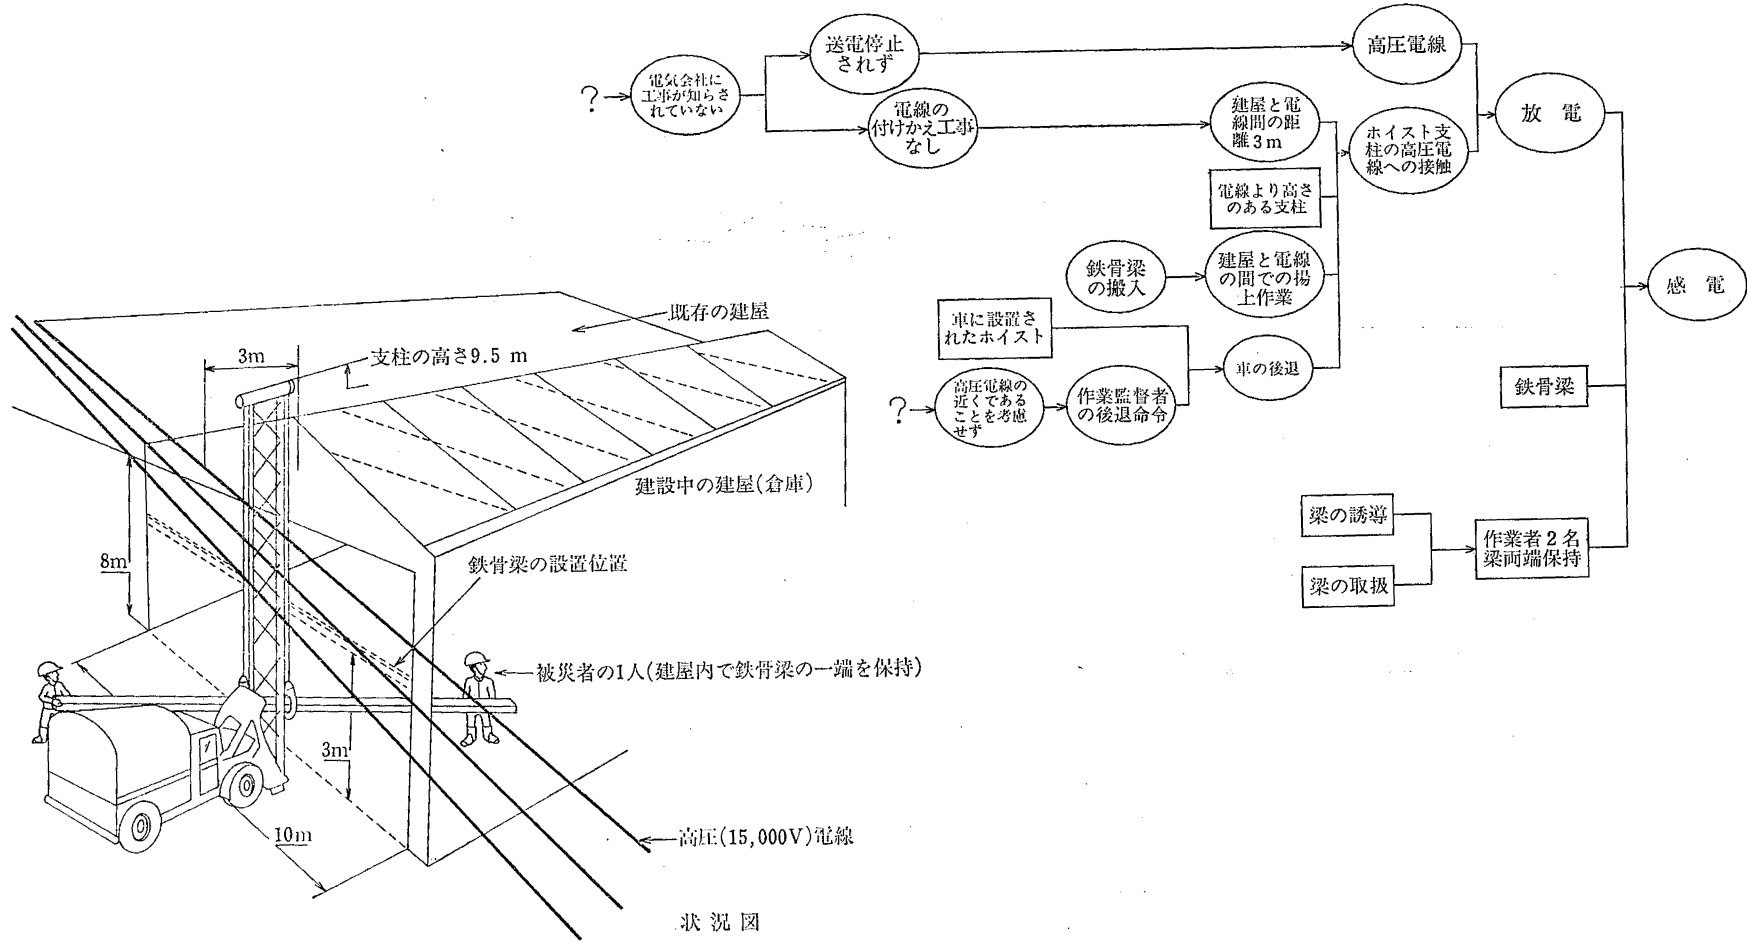 送電停止
されず
高圧電線
電気会社に
工事が知らさ
れていない
?
電線の
付けかえ工事
なし
建屋と電
線間の距
離3m
放電
ホイスト支
柱の高圧電
線への接触
電線より高さ
のある支柱
鉄骨梁
の搬入
建屋と電線
の間での揚
上作業
感電
車に設置さ
れたホイスト
車の後退
?
高圧電線の
近くである
ことを考慮
せず
作業監督者
の後退命令
鉄骨梁
梁の誘導
作業者2名
梁両端保持
梁の取扱
既存の建屋
3m
支柱の高さ9.5 m
建設中の建屋(倉庫)
8m
鉄骨梁の設置位置
被災者の1人(建屋内で鉄骨梁の一端を保持)
3m
10m
高圧(15,000V)電線
状況図